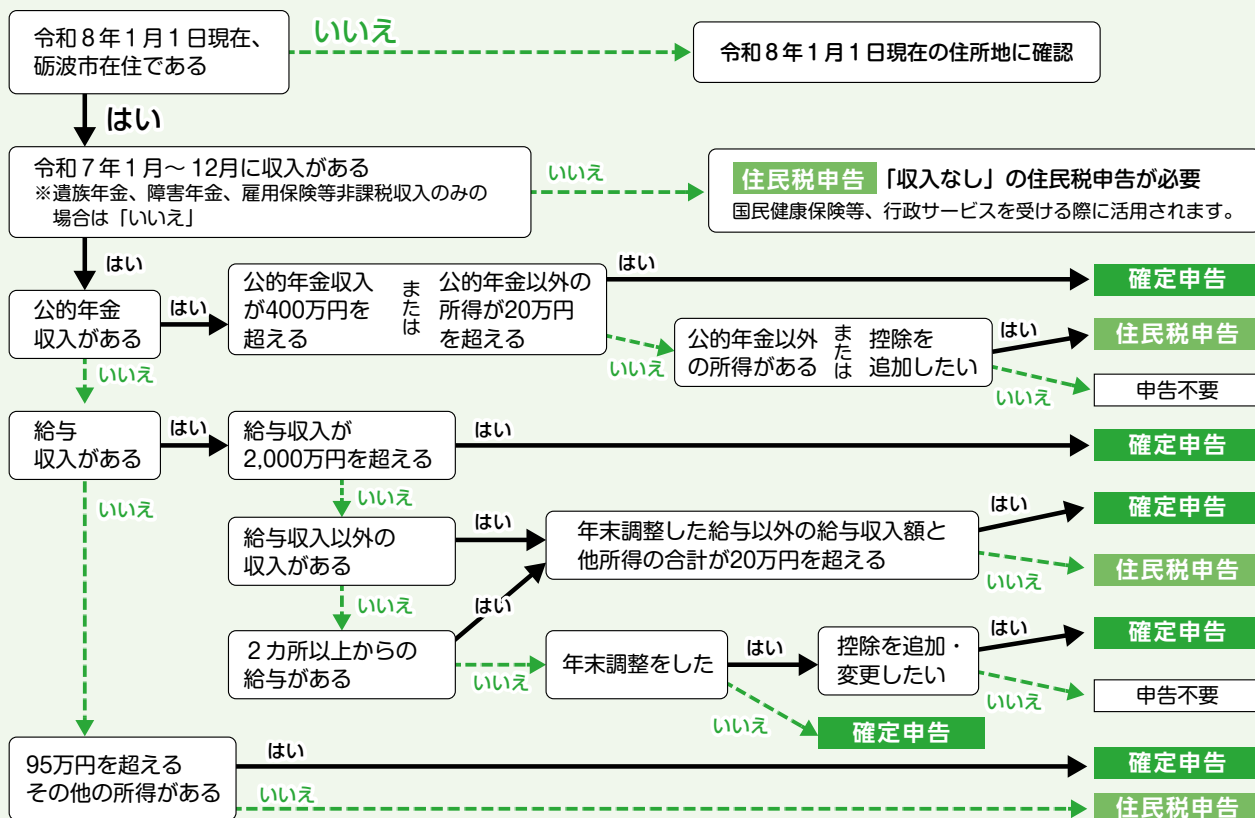 令和8年1月1日現在、
砺波市在住である
いいえ
令和8年1月1日現在の住所地に確認
はい
令和7年1月～12月に収入がある
※遺族年金、障害年金、雇用保険等非課税収入のみの
場合は「いいえ」
いいえ
住民税申告 「収入なし」の住民税申告が必要
国民健康保険等、行政サービスを受ける際に活用されます。
はい
公的年金
収入がある
はい
公的年金収入
が400万円を
超える
または
公的年金以外の
所得が20万円
を超える
はい
確定申告
いいえ
公的年金以外
の所得がある
または
控除を
追加したい
はい
住民税申告
いいえ
申告不要
いいえ
給与
収入がある
はい
給与収入が
2,000万円を超える
はい
確定申告
いいえ
給与収入以外の
収入がある
はい
年末調整した給与以外の給与収入額と
他所得の合計が20万円を超える
はい
確定申告
いいえ
住民税申告
いいえ
2カ所以上からの
給与がある
はい
いいえ
年末調整をした
はい
控除を追加・
変更したい
はい
確定申告
いいえ
申告不要
いいえ
確定申告
いいえ
95万円を超える
その他の所得がある
はい
確定申告
いいえ
住民税申告